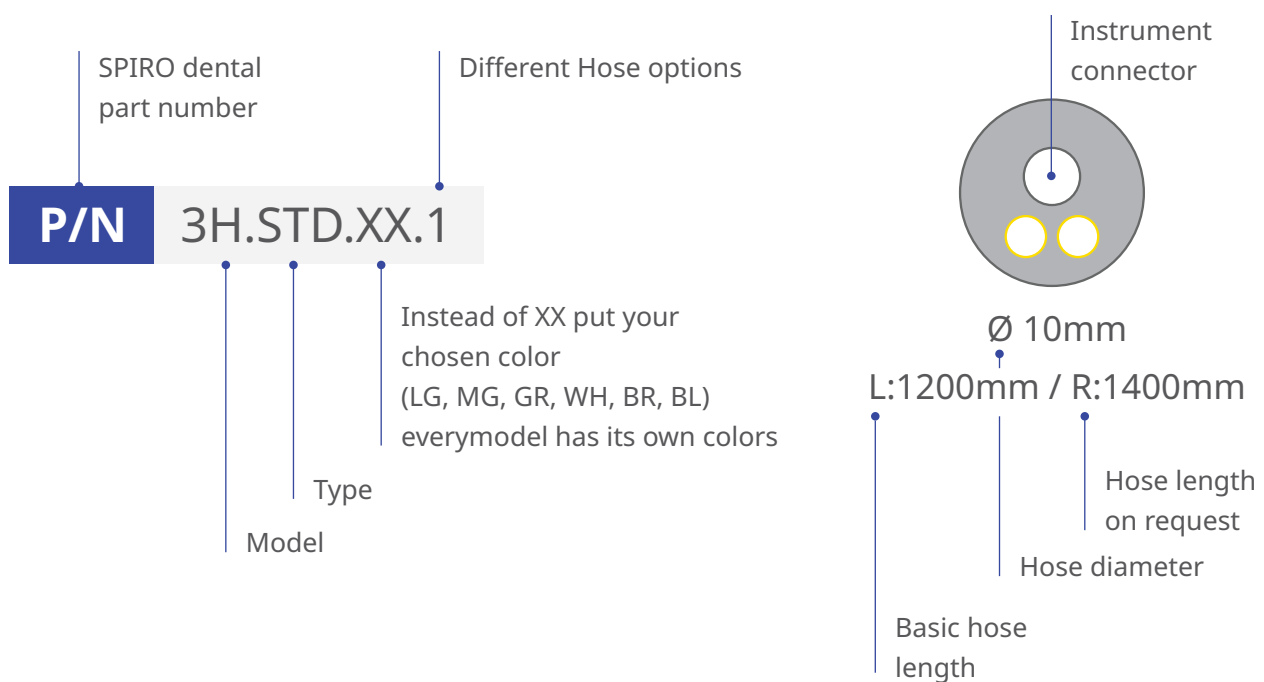 SPIRO dental
part number
Different Hose options
P/N 3H.STD.XX.1
Instead of XX put your
chosen color
(LG, MG, GR, WH, BR, BL)
everymodel has its own colors
Type
Model
Instrument
connector
Ø 10mm
L:1200mm / R:1400mm
Hose length
on request
Hose diameter
Basic hose
length